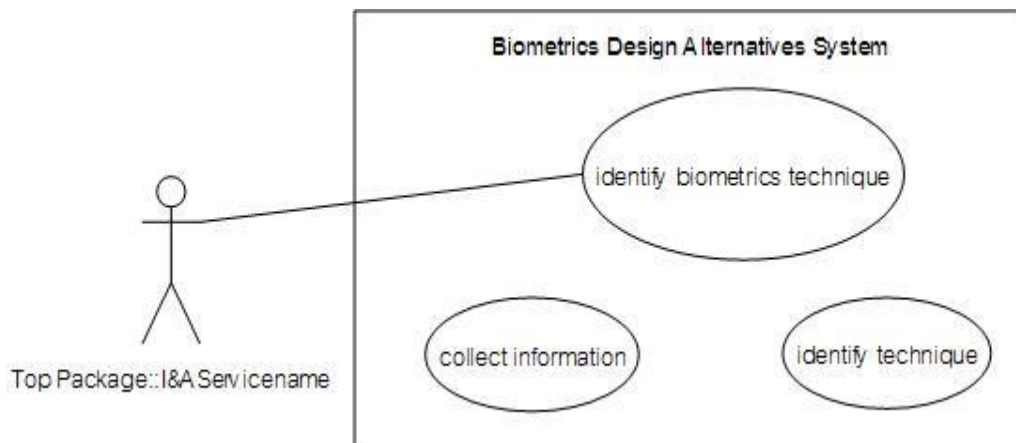 Biometrics Design Alternatives System
identify biometrics technique
collect information
identify technique
Top Package::I&A Servicename